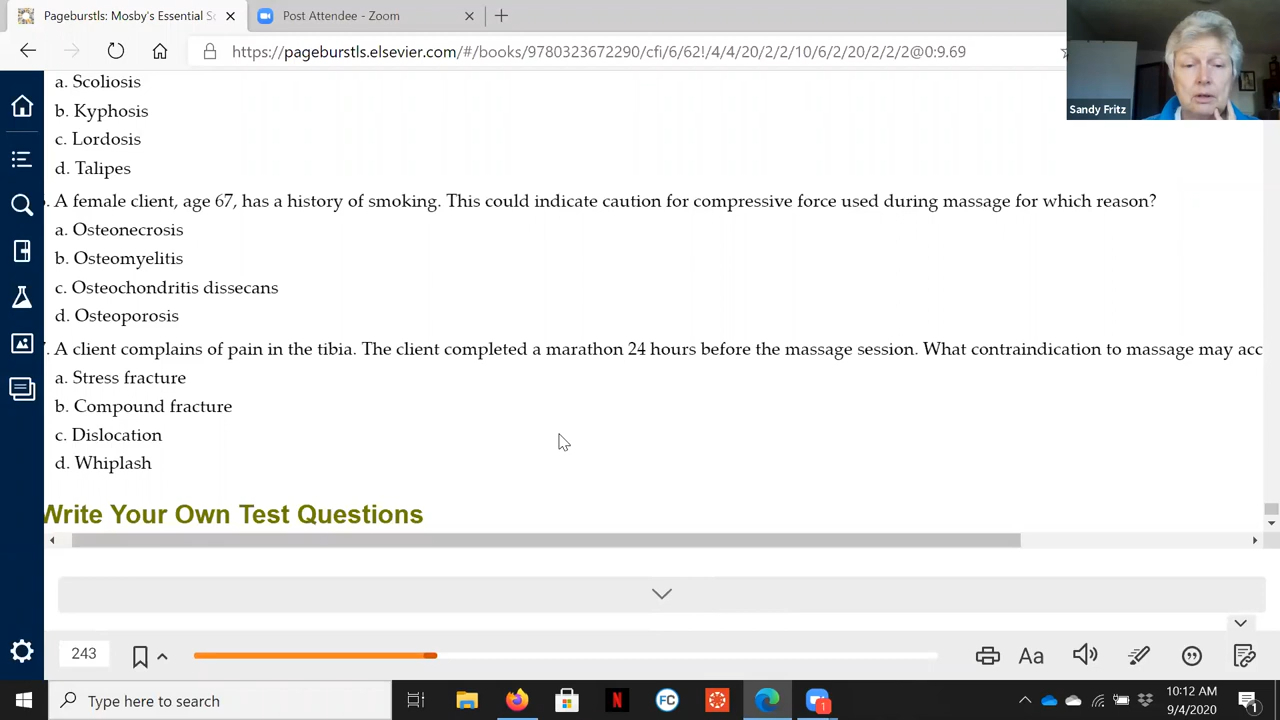 Pageburstls: Mosby's Essential Sc
Post Attendee - Zoom
https://pageburstls.elsevier.com/#/books/9780323672290/cfi/6/62!/4/4/20/2/2/10/6/2/20/2/2/2@0:9.69
Sandy Fritz
a. Scoliosis
b. Kyphosis
c. Lordosis
d. Talipes
. A female client, age 67, has a history of smoking. This could indicate caution for compressive force used during massage for which reason?
a. Osteonecrosis
b. Osteomyelitis
c. Osteochondritis dissecans
d. Osteoporosis
. A client complains of pain in the tibia. The client completed a marathon 24 hours before the massage session. What contraindication to massage may acc
a. Stress fracture
b. Compound fracture
c. Dislocation
d. Whiplash
Write Your Own Test Questions
243
Aa
Type here to search
N
FC
1
10:12 AM
9/4/2020
1